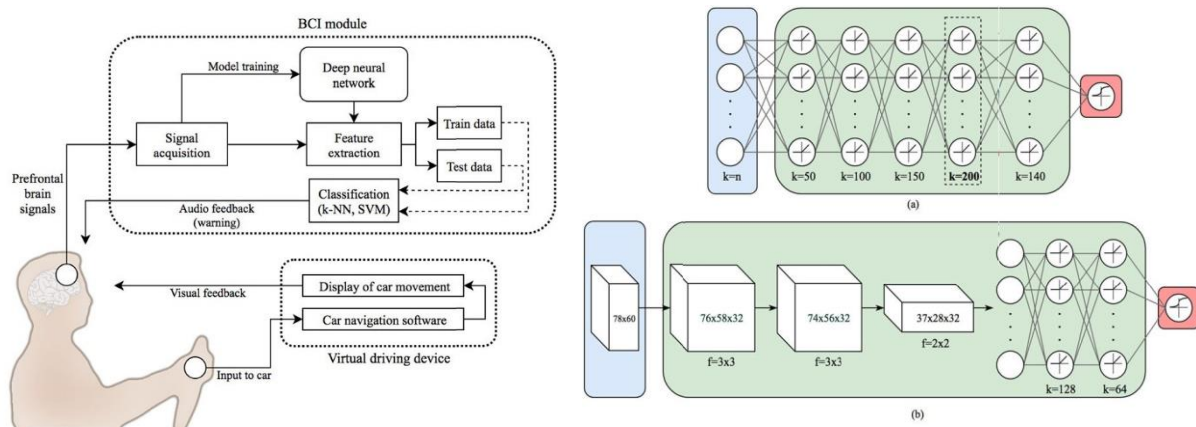 BCI module
Model training
Deep neural
network
Signal
acquisition
Feature
extraction
Train data
Test data
Prefrontal
brain
signals
Classification
(k-NN, SVM)
Audio feedback
(warning)
Visual feedback
Display of car movement
Car navigation software
Virtual driving device
Input to car
k=n
k=50
k=100
k=150
k=200
k=140
(a)
78x60
76x58x32
74x56x32
37x28x32
f=3x3
f=3x3
f=2x2
k=128
k=64
(b)